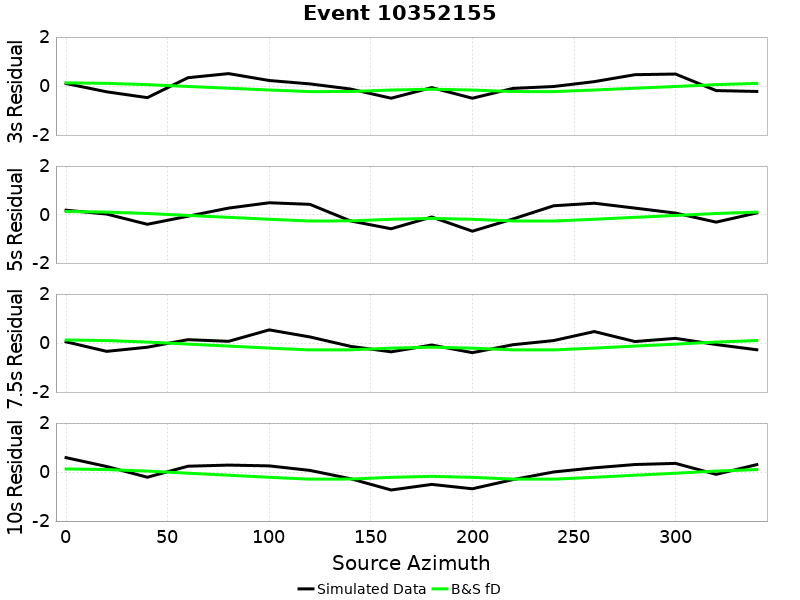 Event 10352155
3s Residual
2
0
-2
5s Residual
2
0
-2
7.5s Residual
2
0
-2
10s Residual
2
0
-2
0 50 100 150 200 250 300
Source Azimuth
Simulated Data B&S fD